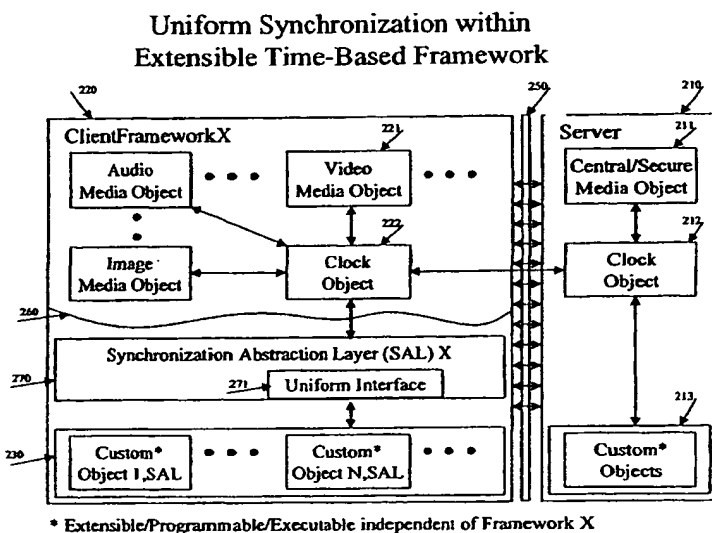 Uniform Synchronization within
Extensible Time-Based Framework
220
250
210
ClientFrameworkX
221
Server
211
Audio
Media Object
Video
Media Object
Central/Secure
Media Object
222
212
Image
Media Object
Clock
Object
Clock
Object
260
Synchronization Abstraction Layer (SAL) X
270
271
Uniform Interface
213
230
Custom*
Object 1,SAL
Custom*
Object N,SAL
Custom*
Objects
* Extensible/Programmable/Executable independent of Framework X